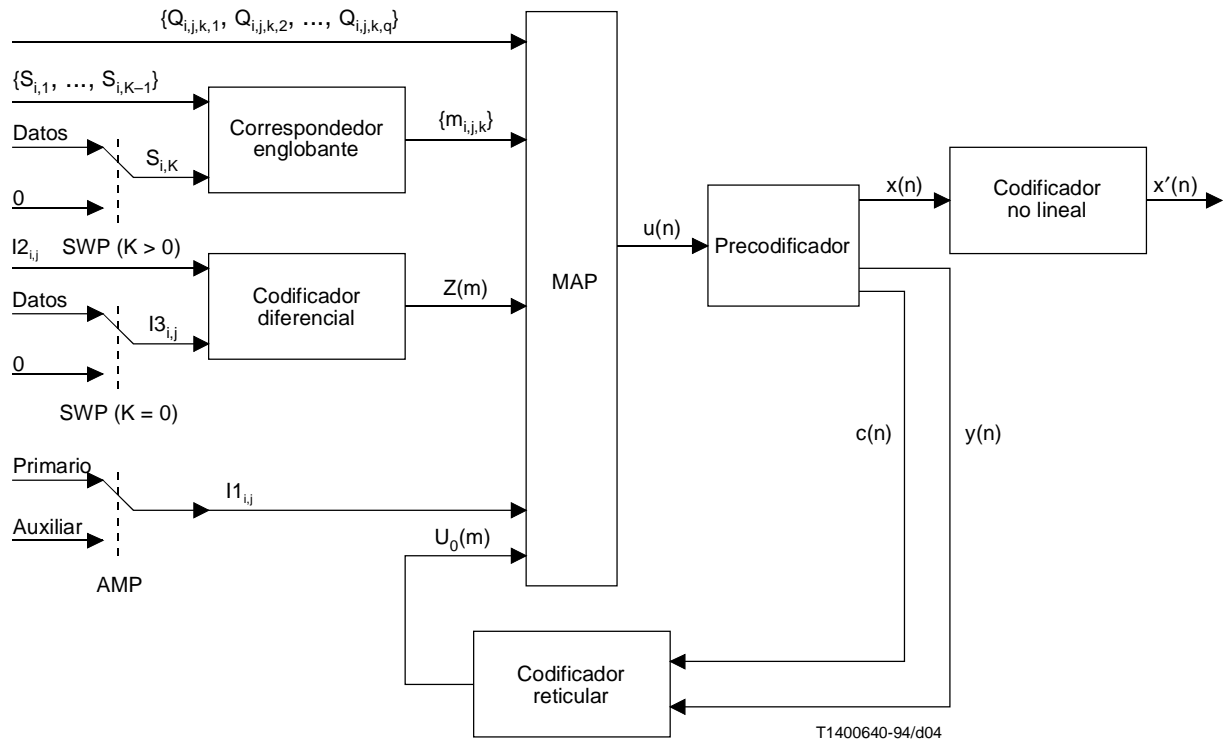 {Q_{i,j,k,1}, Q_{i,j,k,2}, ..., Q_{i,j,k,q}}
{S_{i,1}, ..., S_{i,K–1}}
Correspondedor
englobante
{m_{i,j,k}}
Datos
S_{i,K}
0
SWP (K > 0)
I2_{i,j}
Codificador
diferencial
Z(m)
Datos
I3_{i,j}
0
SWP (K = 0)
Primario
I1_{i,j}
Auxiliar
AMP
U_0(m)
MAP
u(n)
Precodificador
x(n)
Codificador
no lineal
x′(n)
c(n)
y(n)
Codificador
reticular
T1400640-94/d04